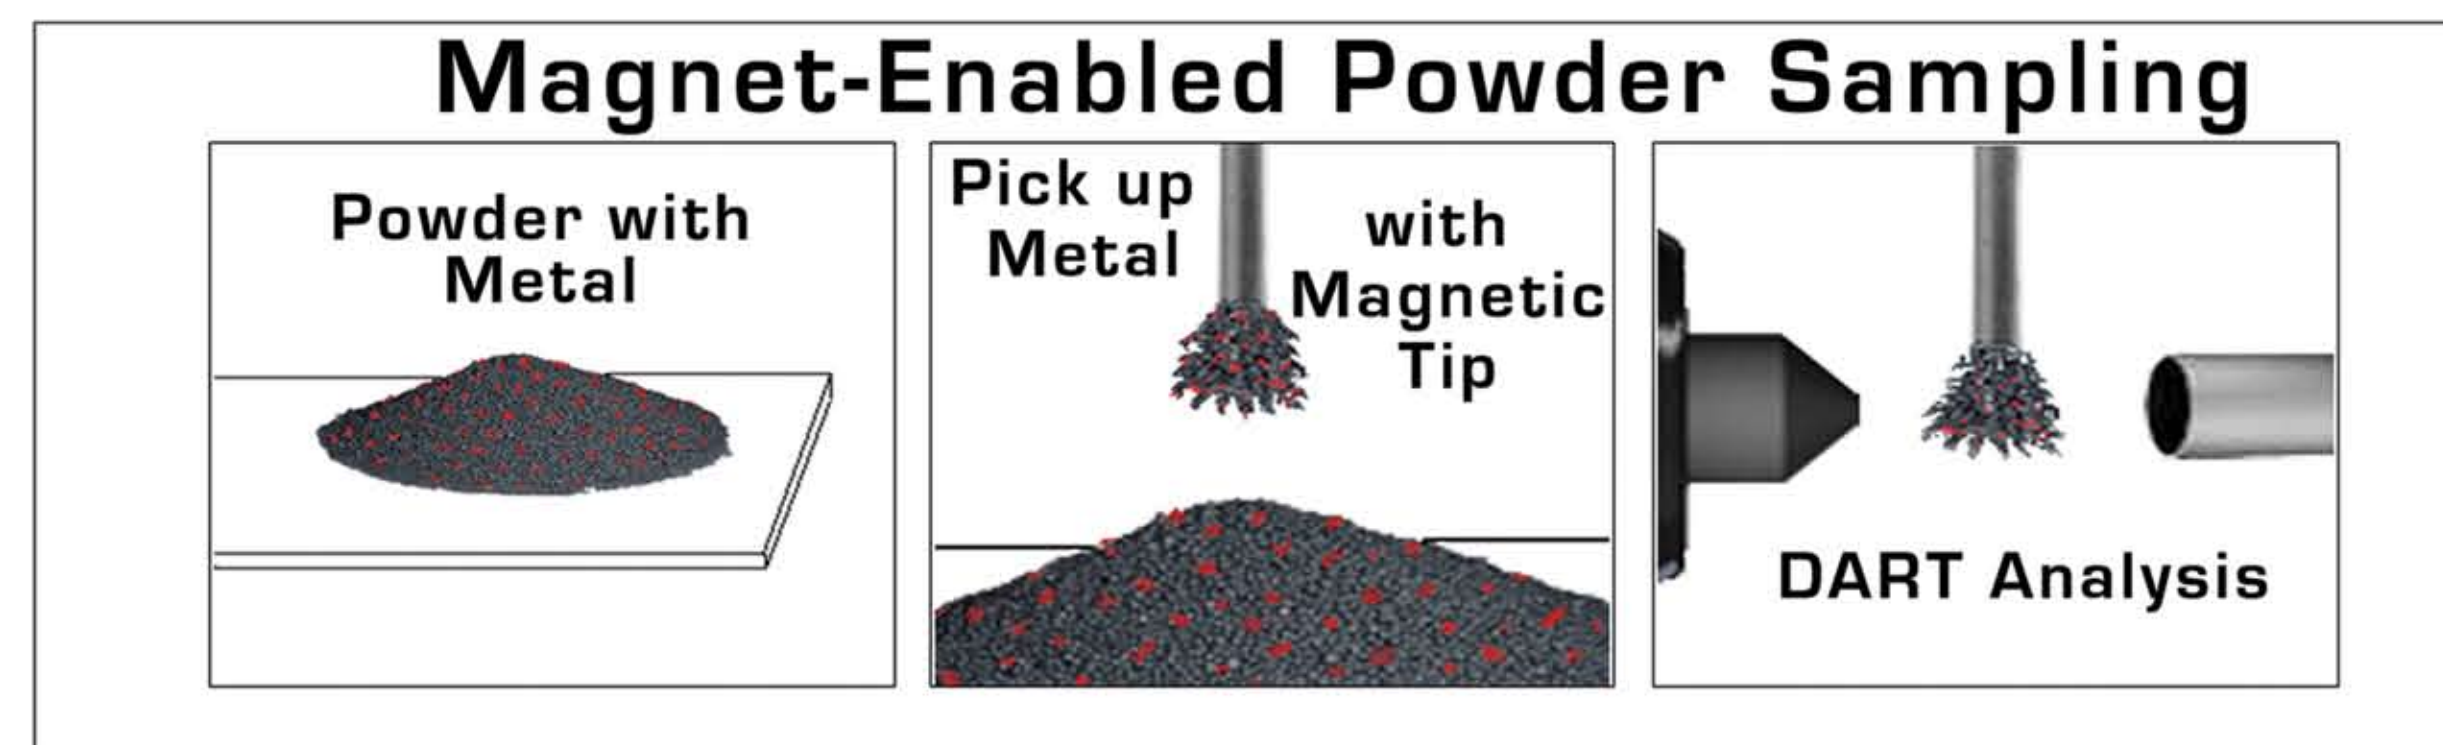 Magnet-Enabled Powder Sampling
Powder with
Metal
Pick up
Metal
with
Magnetic
Tip
DART Analysis